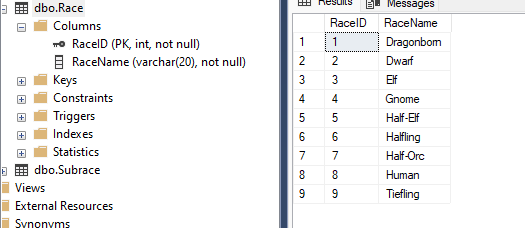 dbo.Race
Columns
RaceID (PK, int, not null)
RaceName (varchar(20), not null)
Keys
Constraints
Triggers
Indexes
Statistics
dbo.Subrace
Views
External Resources
Synonyms
Results Messages
RaceID RaceName
1 1 Dragonborn
2 2 Dwarf
3 3 Elf
4 4 Gnome
5 5 Half-Elf
6 6 Halfling
7 7 Half-Orc
8 8 Human
9 9 Tiefling